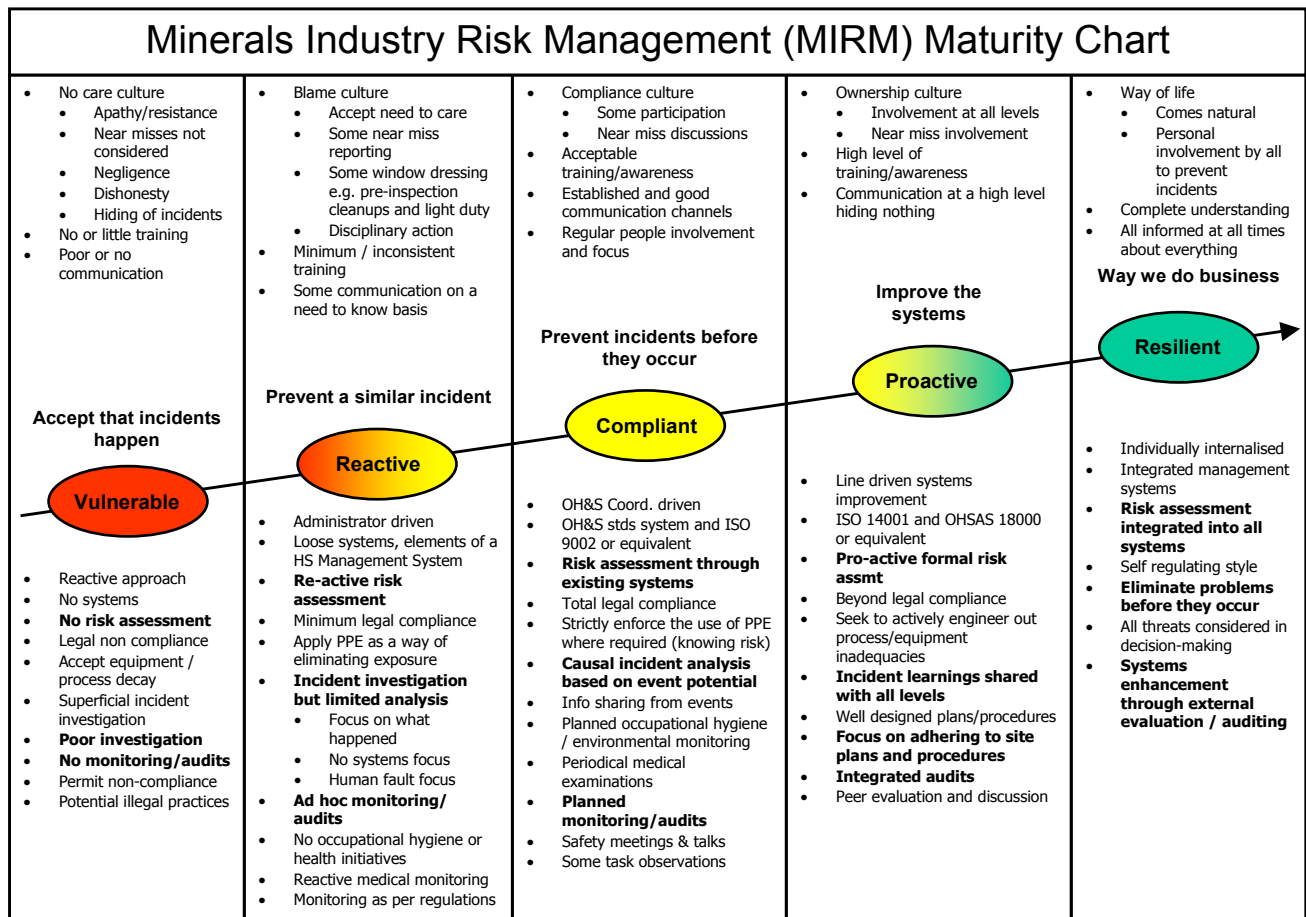 Minerals Industry Risk Management (MIRM) Maturity Chart
• No care culture
• Apathy/resistance
• Near misses not
considered
• Negligence
• Dishonesty
• Hiding of incidents
• No or little training
• Poor or no
communication
Accept that incidents
happen
Vulnerable
• Reactive approach
• No systems
• No risk assessment
• Legal non compliance
• Accept equipment /
process decay
• Superficial incident
investigation
• Poor investigation
• No monitoring/audits
• Permit non-compliance
• Potential illegal practices
• Blame culture
• Accept need to care
• Some near miss
reporting
• Some window dressing
e.g. pre-inspection
cleanups and light duty
• Disciplinary action
• Minimum / inconsistent
training
• Some communication on a
need to know basis
Prevent a similar incident
Reactive
• Administrator driven
• Loose systems, elements of a
HS Management System
• Re-active risk
assessment
• Minimum legal compliance
• Apply PPE as a way of
eliminating exposure
• Incident investigation
but limited analysis
• Focus on what
happened
• No systems focus
• Human fault focus
• Ad hoc monitoring/
audits
• No occupational hygiene or
health initiatives
• Reactive medical monitoring
• Monitoring as per regulations
• Compliance culture
• Some participation
• Near miss discussions
• Acceptable
training/awareness
• Established and good
communication channels
• Regular people involvement
and focus
Prevent incidents before
they occur
Compliant
• OH&S Coord. driven
• OH&S stds system and ISO
9002 or equivalent
• Risk assessment through
existing systems
• Total legal compliance
• Strictly enforce the use of PPE
where required (knowing risk)
• Causal incident analysis
based on event potential
• Info sharing from events
• Planned occupational hygiene
/ environmental monitoring
• Periodical medical
examinations
• Planned
monitoring/audits
• Safety meetings & talks
• Some task observations
• Ownership culture
• Involvement at all levels
• Near miss involvement
• High level of
training/awareness
• Communication at a high level
hiding nothing
Improve the
systems
Proactive
• Line driven systems
improvement
• ISO 14001 and OHSAS 18000
or equivalent
• Pro-active formal risk
assmt
• Beyond legal compliance
• Seek to actively engineer out
process/equipment
inadequacies
• Incident learnings shared
with all levels
• Well designed plans/procedures
• Focus on adhering to site
plans and procedures
• Integrated audits
• Peer evaluation and discussion
• Way of life
• Comes natural
• Personal
involvement by all
to prevent
incidents
• Complete understanding
• All informed at all times
about everything
Way we do business
Resilient
• Individually internalised
• Integrated management
systems
• Risk assessment
integrated into all
systems
• Self regulating style
• Eliminate problems
before they occur
• All threats considered in
decision-making
• Systems
enhancement
through external
evaluation / auditing